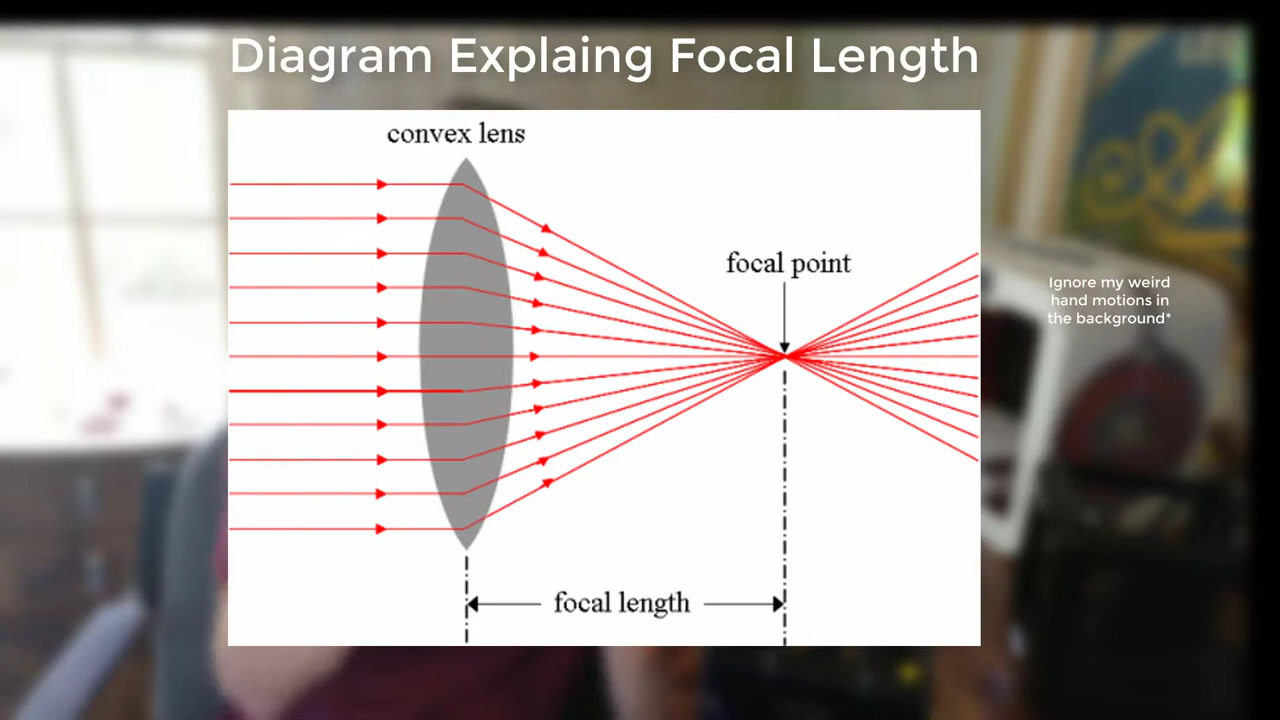 Diagram Explaing Focal Length
convex lens
focal point
Ignore my weird
hand motions in
the background*
focal length